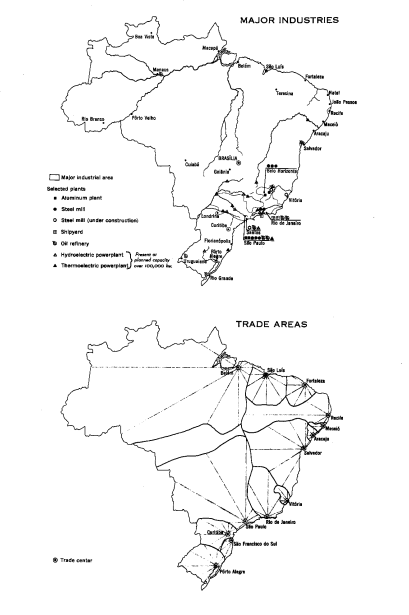 MAJOR INDUSTRIES
Boa Vista
Macapá
Belém
São Luís
Manaus
Fortaleza
Teresina
Natal
João Pessoa
Recife
Rio Branco
Pôrto Velho
Maceió
Aracaju
Salvador
Cuiabá
BRASÍLIA
Goiânia
Belo Horizonte
Vitória
Londrina
Rio de Janeiro
Curitiba
Santos
São Paulo
Florianópolis
Pôrto
Alegre
Uruguaiana
Rio Grande
Major industrial area
Selected plants
Aluminum plant
Steel mill
Steel mill (under construction)
Shipyard
Oil refinery
Hydroelectric powerplant
Thermoelectric powerplant
Present or
planned capacity
over 100,000 kw.
TRADE AREAS
Belém
São Luís
Fortaleza
Recife
Maceió
Aracaju
Salvador
Vitória
Rio de Janeiro
São Paulo
Curitiba
São Francisco do Sul
Pôrto Alegre
Trade center